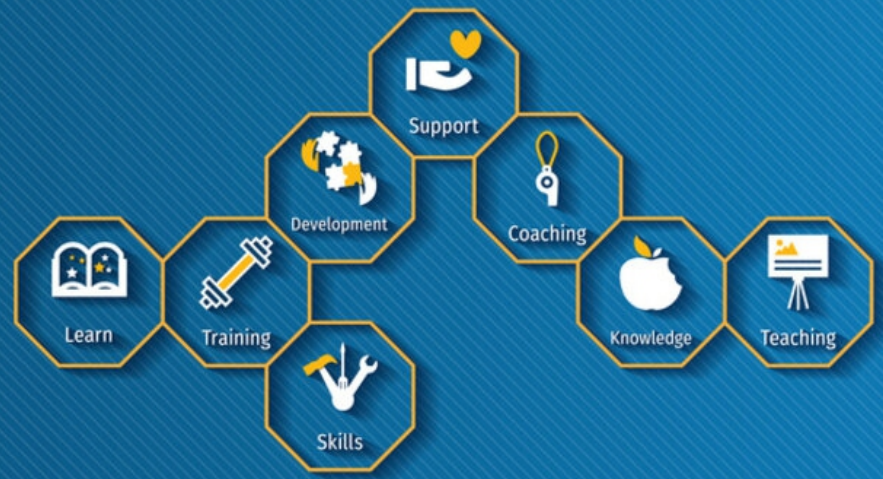 Support
Development
Coaching
Learn
Training
Knowledge
Teaching
Skills